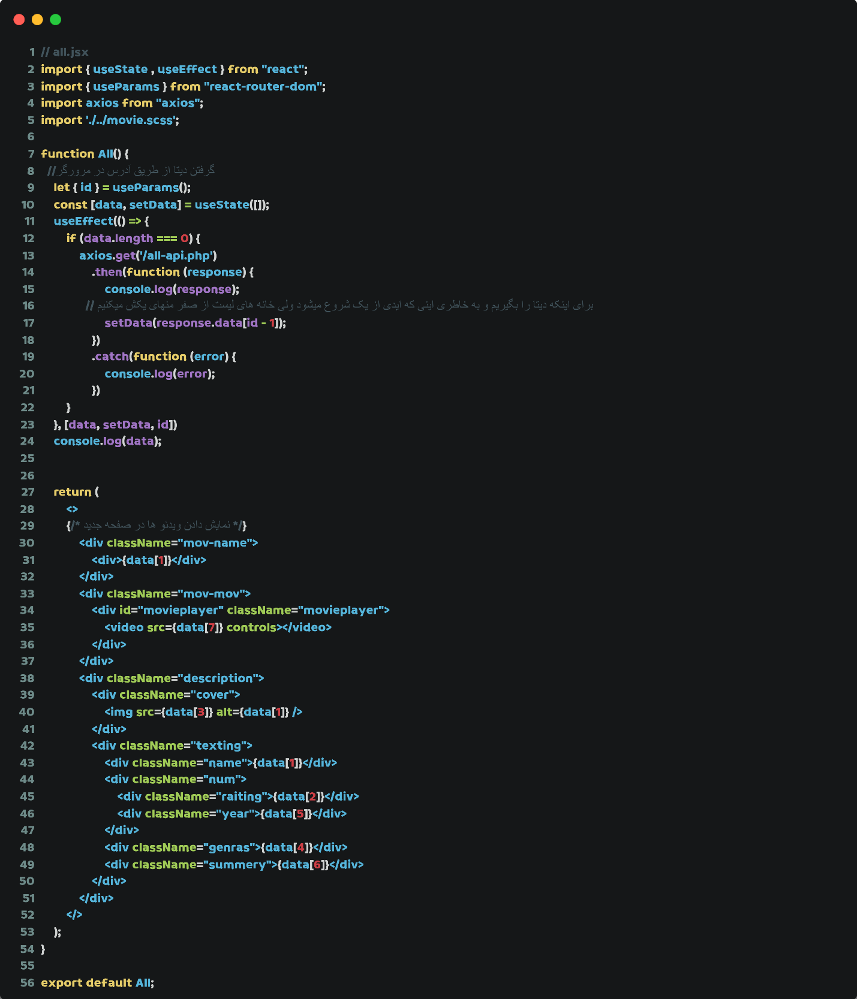 1 // all.jsx
2 import { useState , useEffect } from "react";
3 import { useParams } from "react-router-dom";
4 import axios from "axios";
5 import './../movie.scss';
6
7 function All() {
8 //گرفتن دیتا از طریق آدرس در مرورگر
9 let { id } = useParams();
10 const [data, setData] = useState([]);
11 useEffect(() => {
12 if (data.length === 0) {
13 axios.get('/all-api.php')
14 .then(function (response) {
15 console.log(response);
16 // برای اینکه دیتا را بگیریم و به خاطری اینی که ایدی از یک شروع میشود ولی خانه های لیست از صفر منهای یکش میکنیم
17 setData(response.data[id - 1]);
18 })
19 .catch(function (error) {
20 console.log(error);
21 })
22 }
23 }, [data, setData, id])
24 console.log(data);
25
26
27 return (
28 <>
29 {/* نمایش دادن ویدئو ها در صفحه جدید */}
30 <div className="mov-name">
31 <div>{data[1]}</div>
32 </div>
33 <div className="mov-mov">
34 <div id="movieplayer" className="movieplayer">
35 <video src={data[7]} controls></video>
36 </div>
37 </div>
38 <div className="description">
39 <div className="cover">
40 <img src={data[3]} alt={data[1]} />
41 </div>
42 <div className="texting">
43 <div className="name">{data[1]}</div>
44 <div className="num">
45 <div className="raiting">{data[2]}</div>
46 <div className="year">{data[5]}</div>
47 </div>
48 <div className="genras">{data[4]}</div>
49 <div className="summery">{data[6]}</div>
50 </div>
51 </div>
52 </>
53 );
54 }
55
56 export default All;